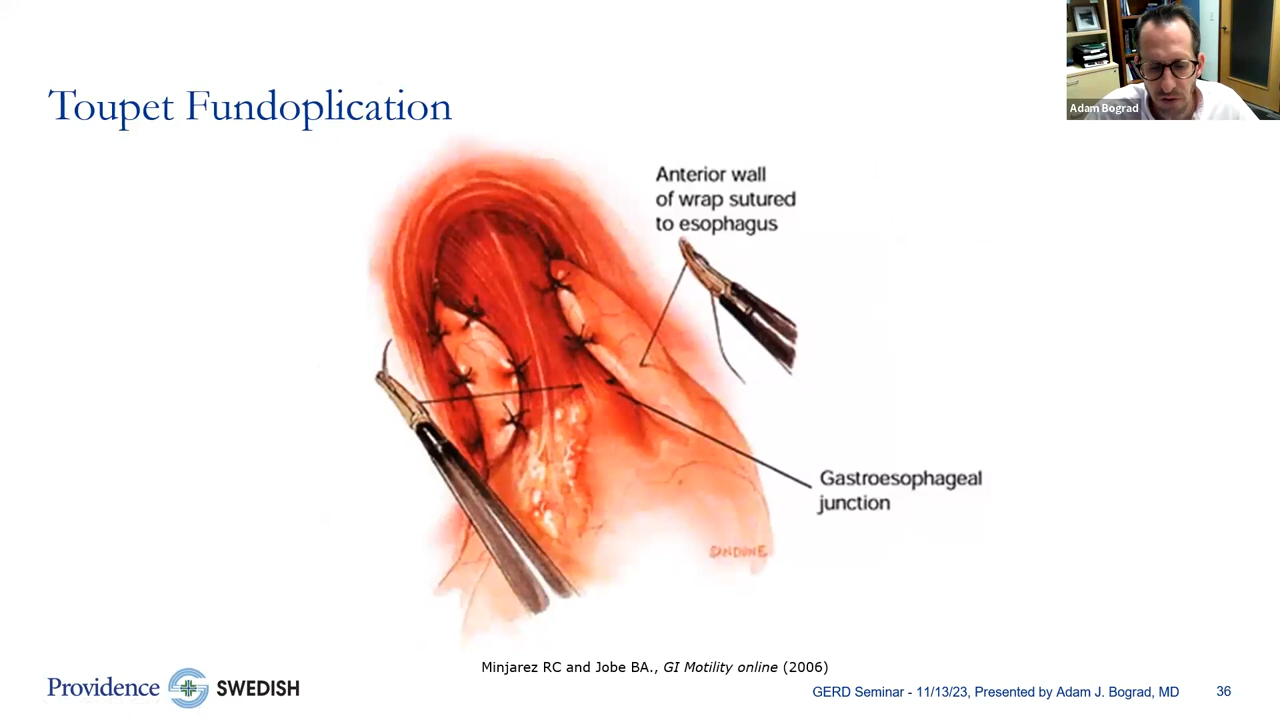 Toupet Fundoplication
Adam Bograd
Anterior wall
of wrap sutured
to esophagus
Gastroesophageal
junction
Minjarez RC and Jobe BA., GI Motility online (2006)
Providence SWEDISH
GERD Seminar - 11/13/23, Presented by Adam J. Bograd, MD
36